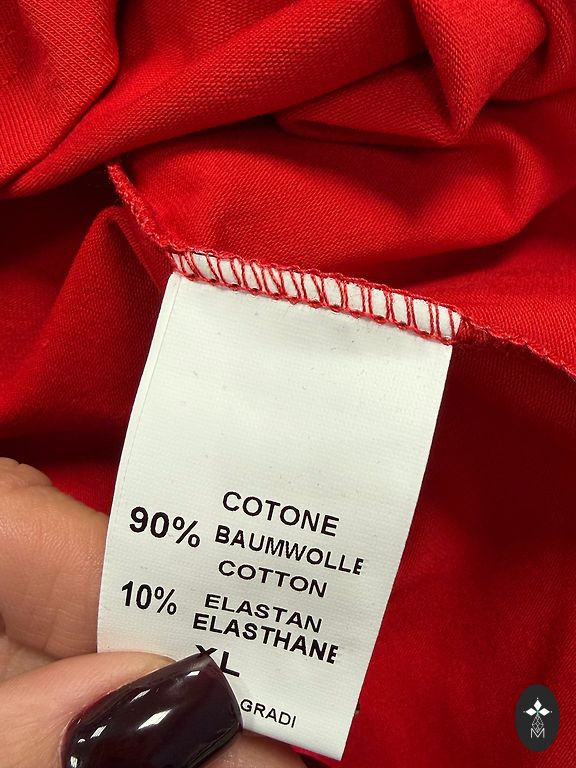 COTONE
90% BAUMWOLLE
COTTON
10% ELASTAN
ELASTHANE
XL
GRADI